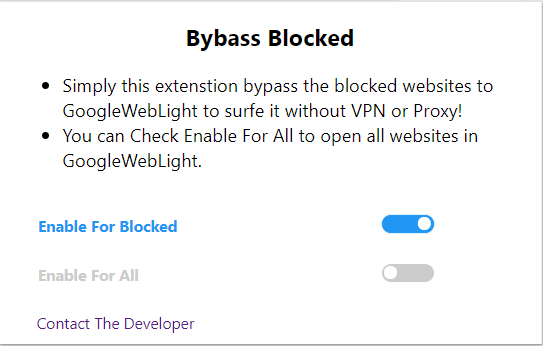 Bypass Blocked
• Simply this extenstion bypass the blocked websites to
GoogleWebLight to surfe it without VPN or Proxy!
• You can Check Enable For All to open all websites in
GoogleWebLight.
Enable For Blocked
Enable For All
Contact The Developer